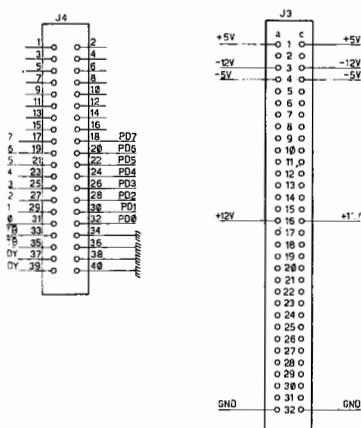 J4
1 2
3 4
5 6
7 8
9 10
11 12
13 14
15 16
7 17 18 PD7
6 19 20 PD6
5 21 22 PD5
4 23 24 PD4
3 25 26 PD3
2 27 28 PD2
1 29 30 PD1
0 31 32 PD0
33 34
35 36
DY 37 38
DY 39 40
J3
a c
+5V 1 +5V
2
-12V 3 -12V
-5V 4 -5V
5
6
7
8
9
10
11
12
13
14
15
+12V 16
17
18
19
20
21
22
23
24
25
26
27
28
29
30
31
GND 32 GND